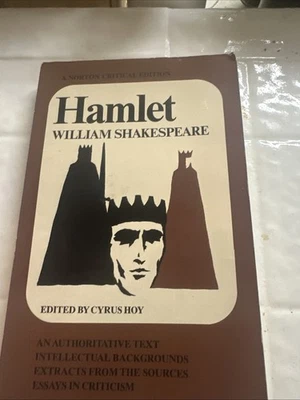 A NORTON CRITICAL EDITION
Hamlet
WILLIAM SHAKESPEARE
EDITED BY CYRUS HOY
AN AUTHORITATIVE TEXT
INTELLECTUAL BACKGROUNDS
EXTRACTS FROM THE SOURCES
ESSAYS IN CRITICISM